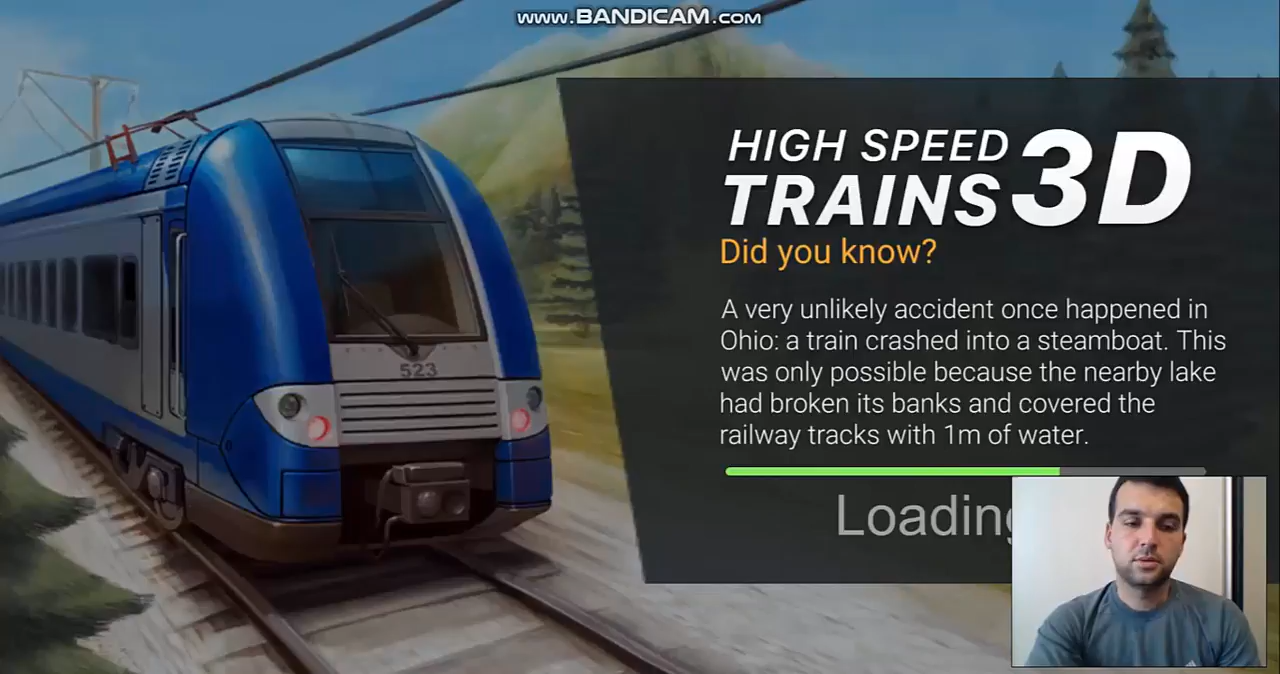 www.BANDICAM.com
HIGH SPEED
TRAINS 3D
Did you know?
A very unlikely accident once happened in
Ohio: a train crashed into a steamboat. This
was only possible because the nearby lake
had broken its banks and covered the
railway tracks with 1m of water.
523
Loading